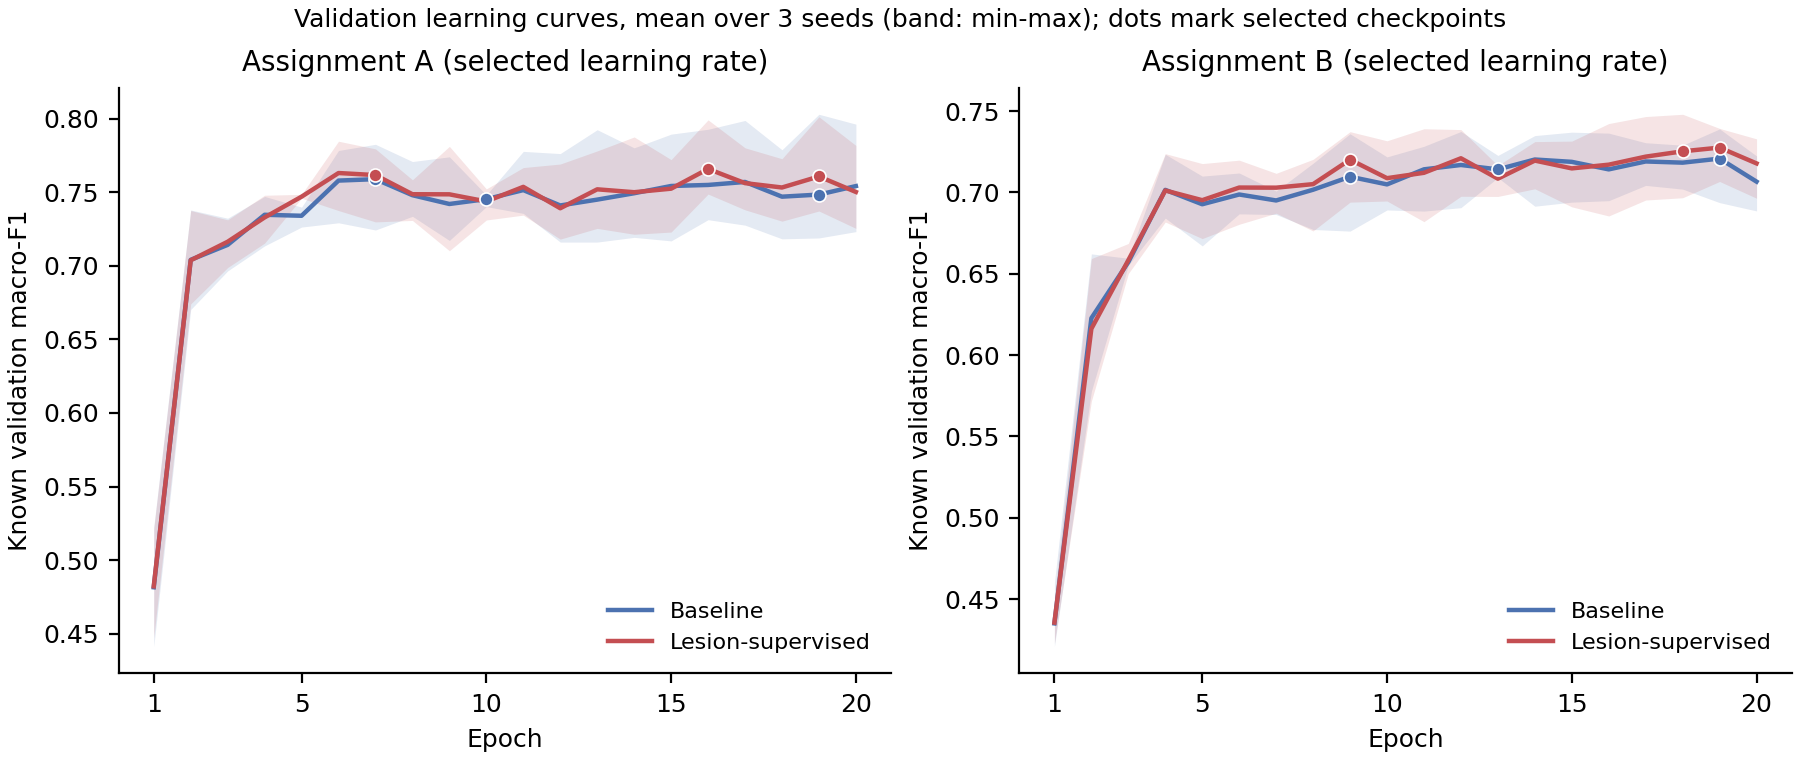 Validation learning curves, mean over 3 seeds (band: min-max); dots mark selected checkpoints
Assignment A (selected learning rate)
Known validation macro-F1
0.80
0.75
0.70
0.65
0.60
0.55
0.50
0.45
Baseline
Lesion-supervised
1
5
10
15
20
Epoch
Assignment B (selected learning rate)
Known validation macro-F1
0.75
0.70
0.65
0.60
0.55
0.50
0.45
Baseline
Lesion-supervised
1
5
10
15
20
Epoch